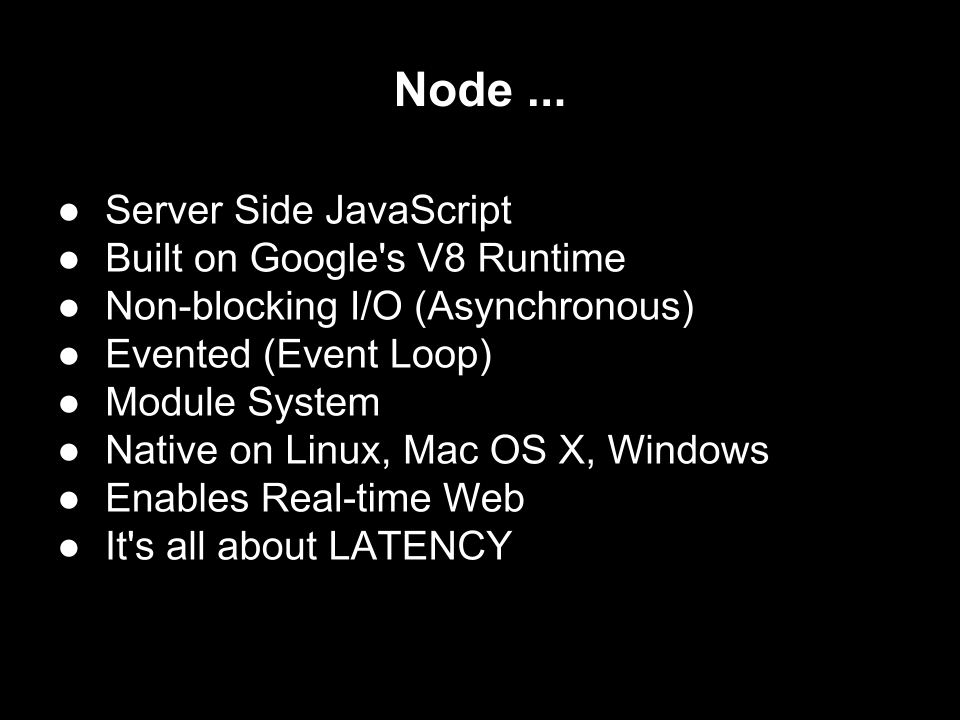 Node ...
● Server Side JavaScript
● Built on Google's V8 Runtime
● Non-blocking I/O (Asynchronous)
● Evented (Event Loop)
● Module System
● Native on Linux, Mac OS X, Windows
● Enables Real-time Web
● It's all about LATENCY